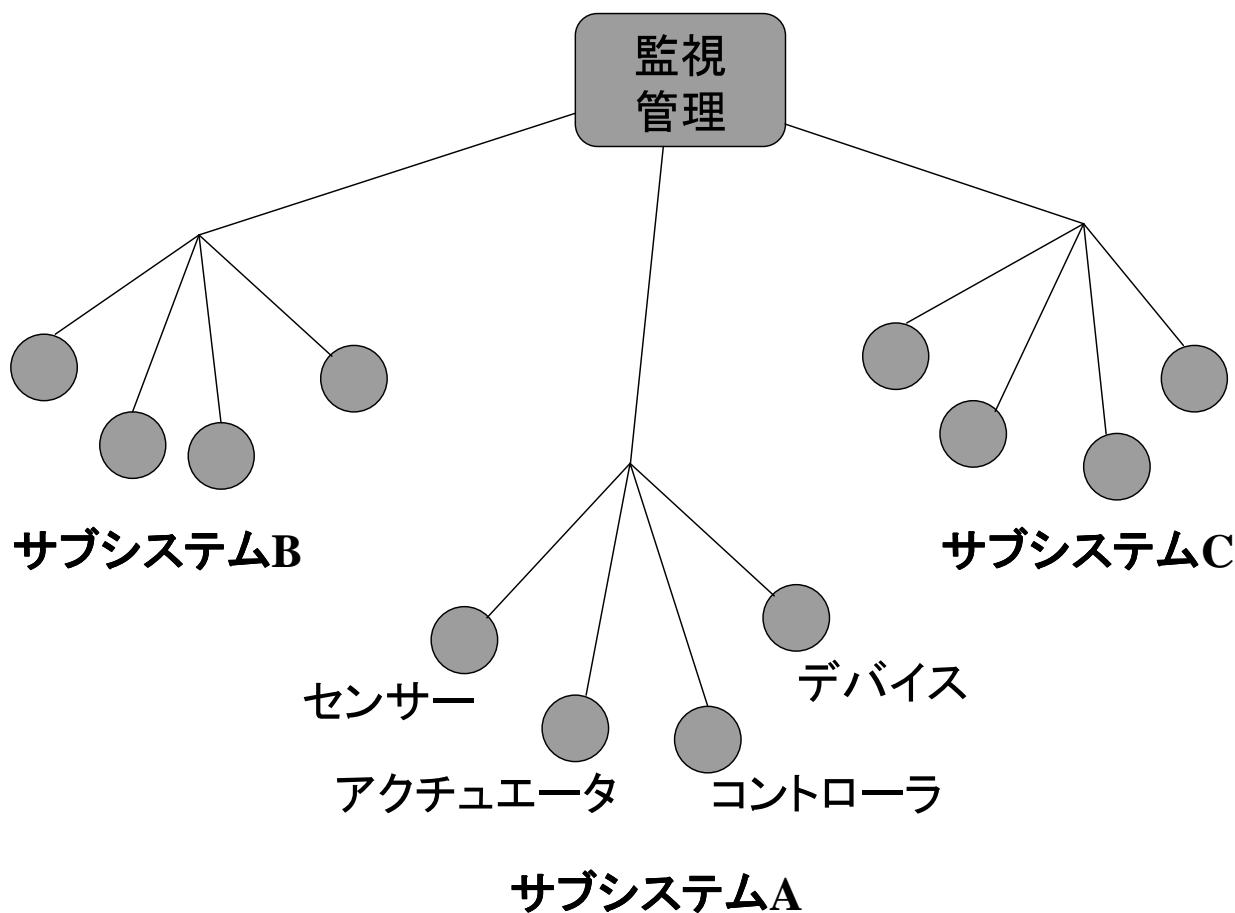 監視
管理
サブシステムB
サブシステムC
センサー
デバイス
アクチュエータ
コントローラ
サブシステムA